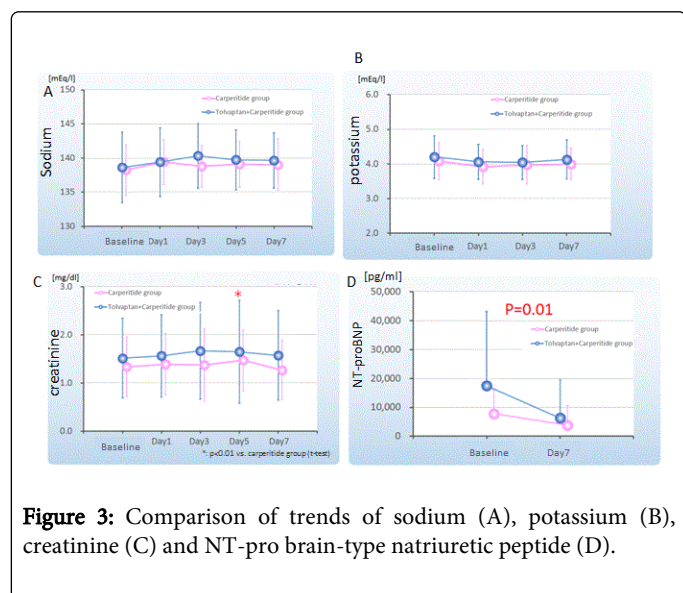 B
[mEq/l]
A
Carperitide group
Tolvaptan+Carperitide group
150
145
140
135
130
Sodium
Baseline Day1 Day3 Day5 Day7
[mEq/l]
Carperitide group
Tolvaptan+Carperitide group
6.0
5.0
4.0
3.0
2.0
potassium
Baseline Day1 Day3 Day5 Day7
C
[mg/dl]
Carperitide group
Tolvaptan+Carperitide group
3.0
2.0
1.0
0.0
creatinine
*
Baseline Day1 Day3 Day5 Day7
*: p<0.01 vs. carperitide group (t-test)
D
[pg/ml]
P=0.01
Carperitide group
Tolvaptan+Carperitide group
50,000
40,000
30,000
20,000
10,000
0
NT-proBNP
Baseline Day7
Figure 3: Comparison of trends of sodium (A), potassium (B),
creatinine (C) and NT-pro brain-type natriuretic peptide (D).